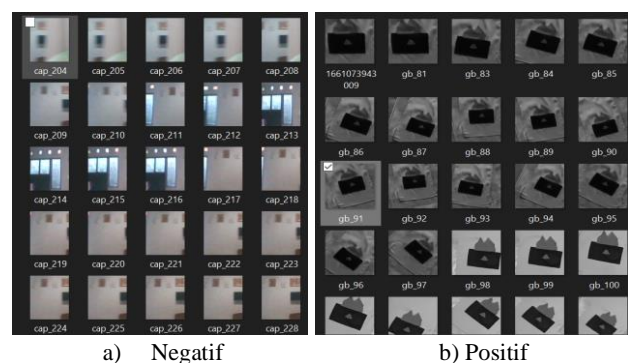 cap_204 cap_205 cap_206 cap_207 cap_208
cap_209 cap_210 cap_211 cap_212 cap_213
cap_214 cap_215 cap_216 cap_217 cap_218
cap_219 cap_220 cap_221 cap_222 cap_223
cap_224 cap_225 cap_226 cap_227 cap_228
a) Negatif
1661073943009 gb_81 gb_83 gb_84 gb_85
gb_86 gb_87 gb_88 gb_89 gb_90
gb_91 gb_92 gb_93 gb_94 gb_95
gb_96 gb_97 gb_98 gb_99 gb_100
b) Positif